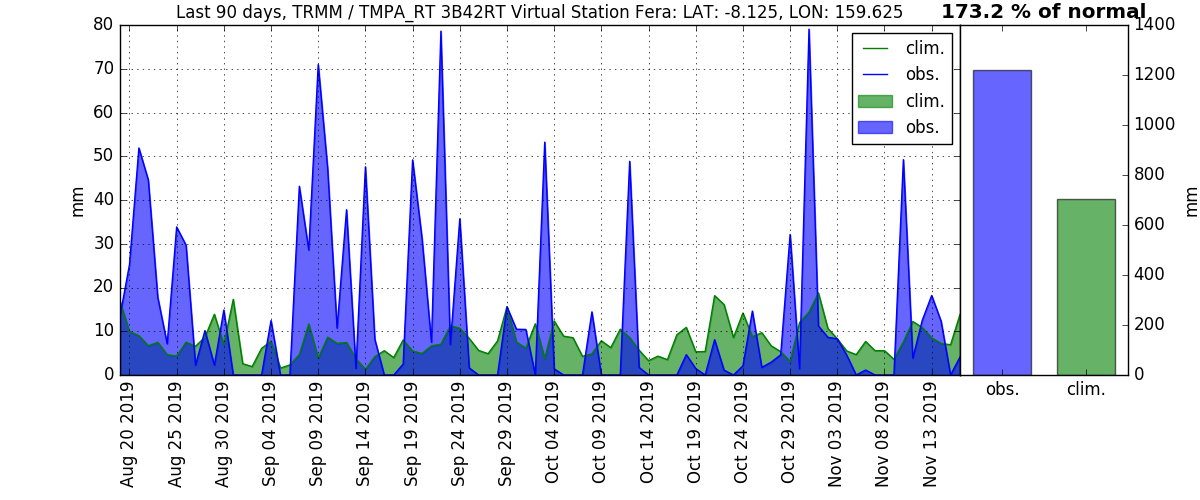 Last 90 days, TRMM / TMPA_RT 3B42RT Virtual Station Fera: LAT: -8.125, LON: 159.625
173.2 % of normal
80
70
60
50
40
30
20
10
0
mm
clim.
obs.
clim.
obs.
1400
1200
1000
800
600
400
200
0
mm
obs.
clim.
Aug 20 2019
Aug 25 2019
Aug 30 2019
Sep 04 2019
Sep 09 2019
Sep 14 2019
Sep 19 2019
Sep 24 2019
Sep 29 2019
Oct 04 2019
Oct 09 2019
Oct 14 2019
Oct 19 2019
Oct 24 2019
Oct 29 2019
Nov 03 2019
Nov 08 2019
Nov 13 2019